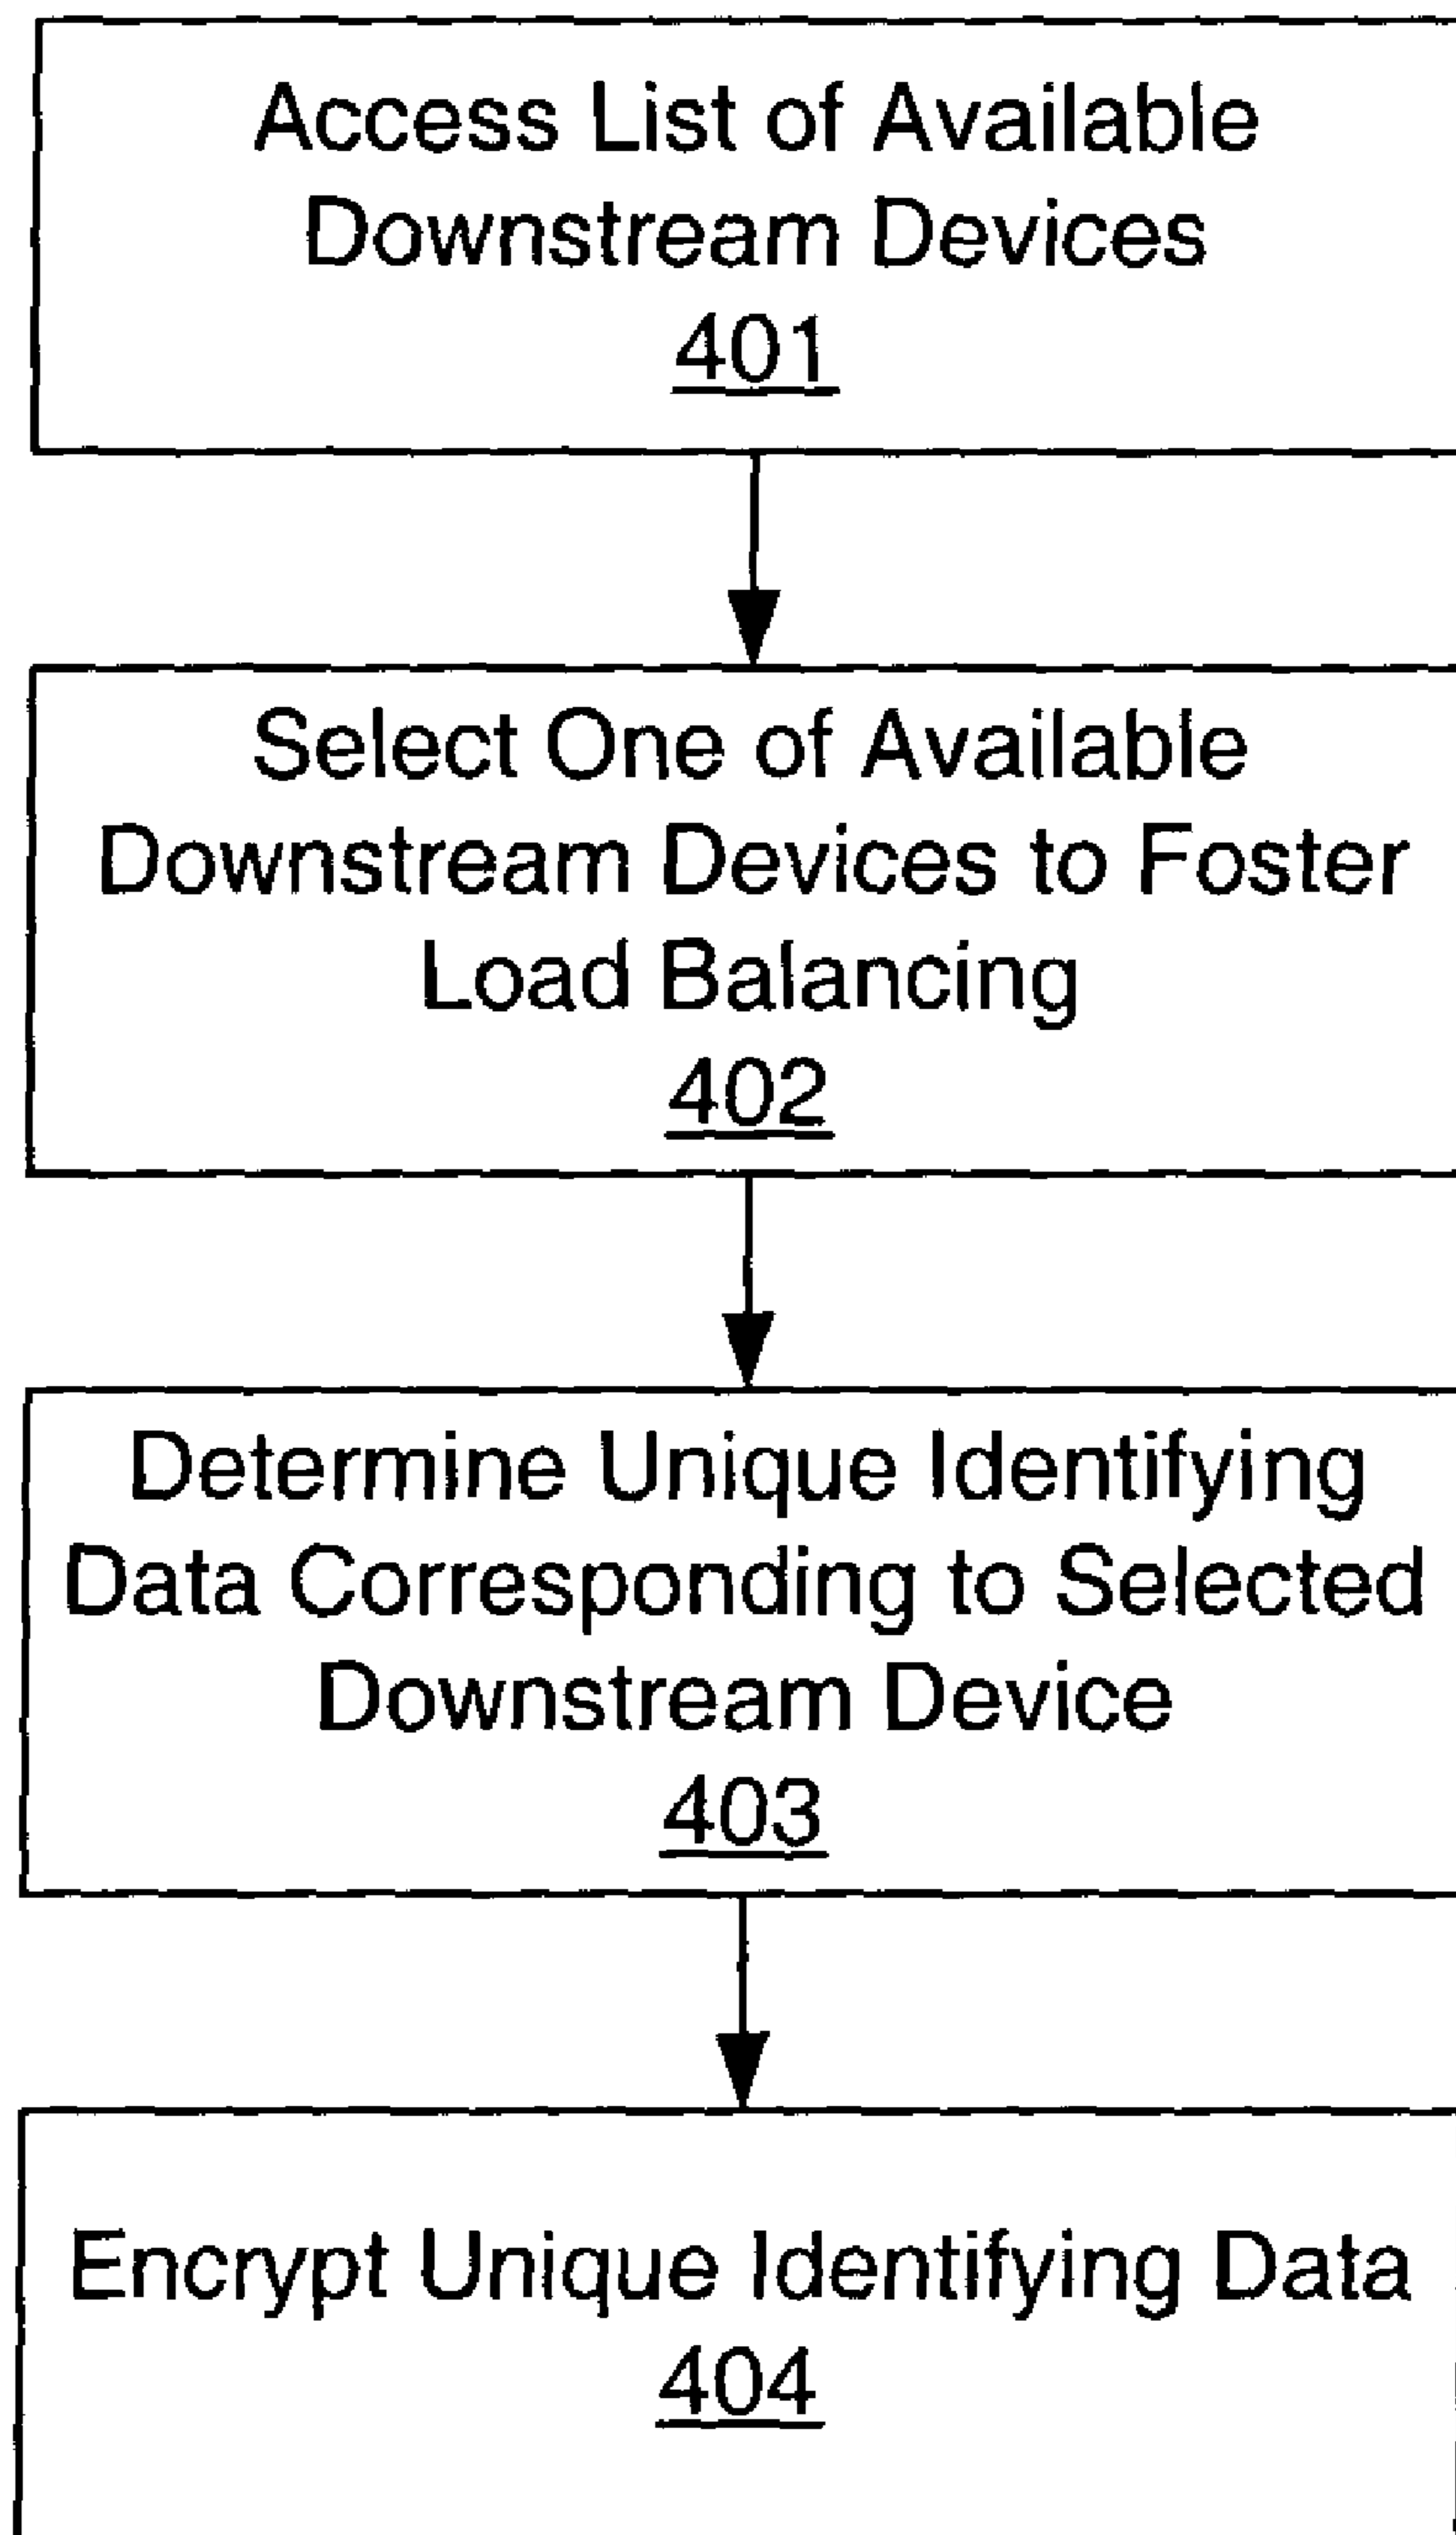 Access List of Available
Downstream Devices
401
Select One of Available
Downstream Devices to Foster
Load Balancing
402
Determine Unique Identifying
Data Corresponding to Selected
Downstream Device
403
Encrypt Unique Identifying Data
404